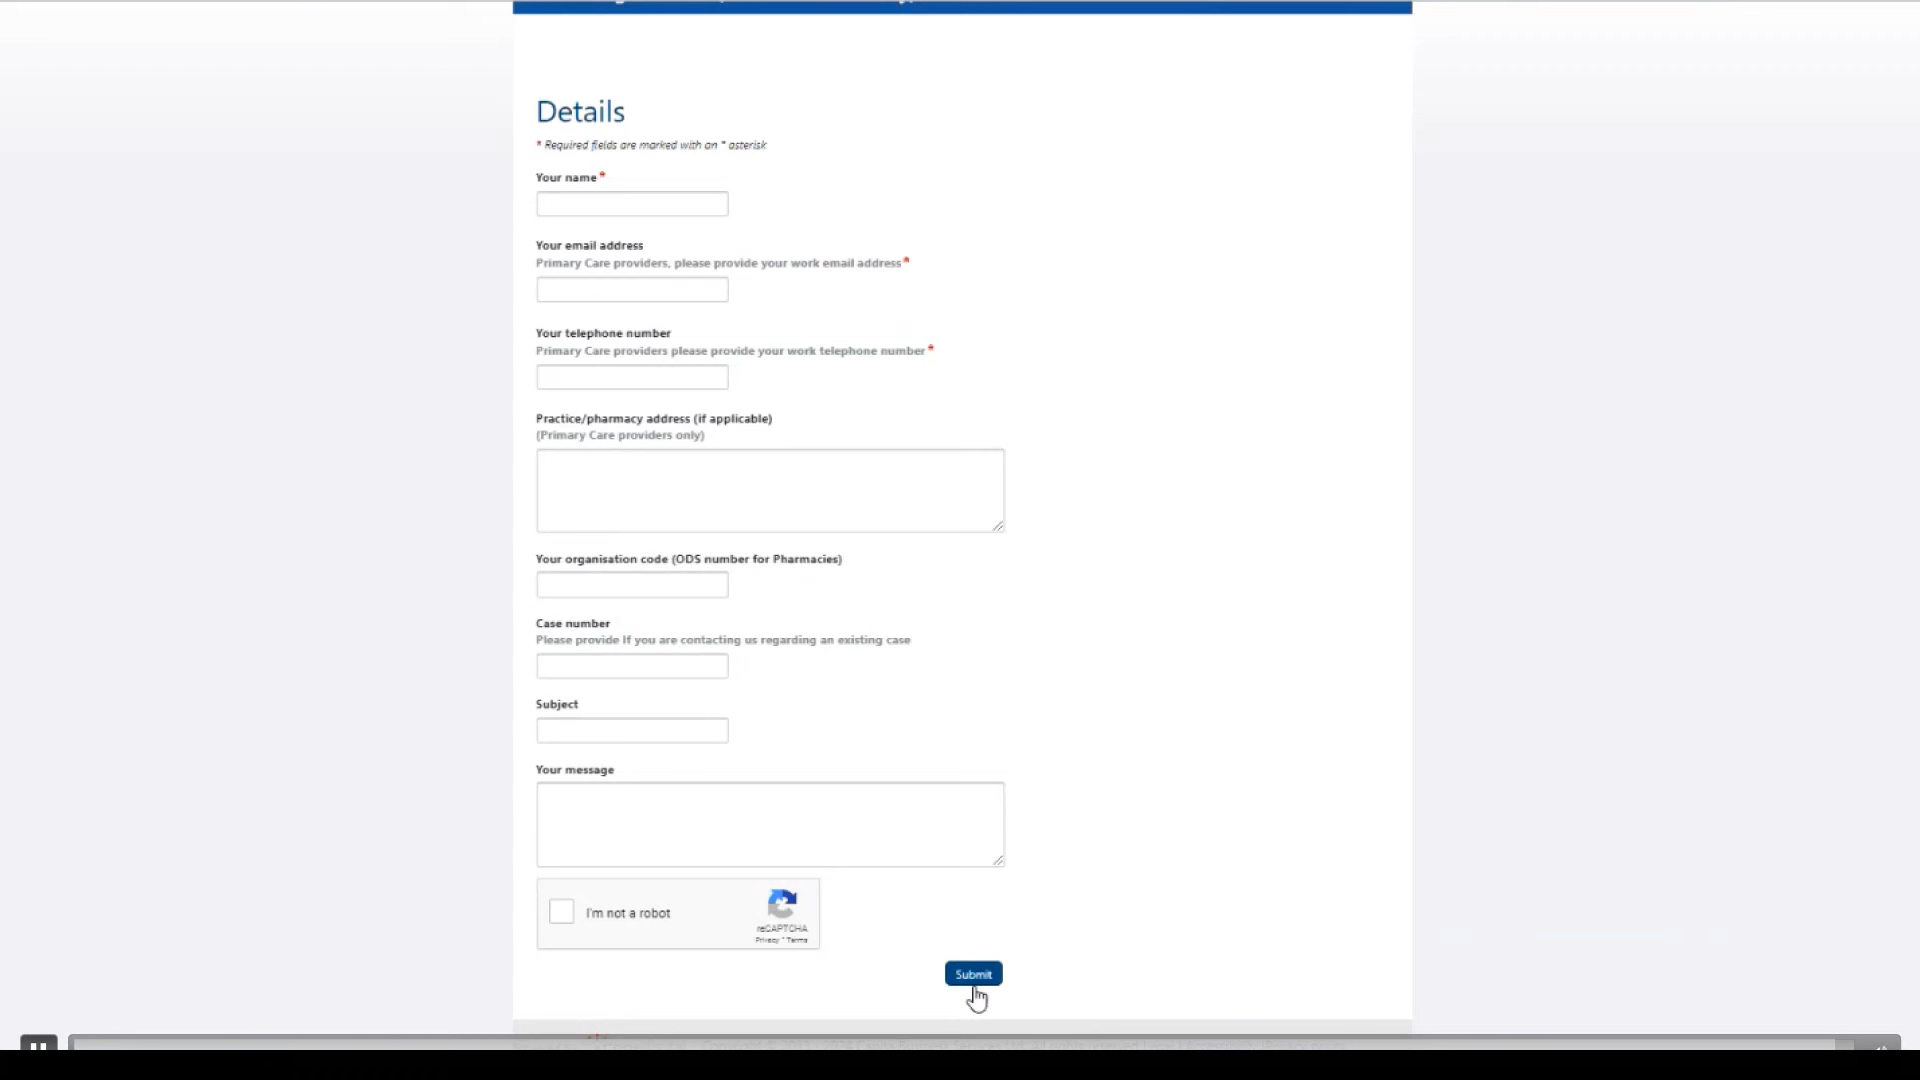 Details
* Required fields are marked with an * asterisk
Your name *
Your email address
Primary Care providers, please provide your work email address *
Your telephone number
Primary Care providers please provide your work telephone number *
Practice/pharmacy address (if applicable)
(Primary Care providers only)
Your organisation code (ODS number for Pharmacies)
Case number
Please provide If you are contacting us regarding an existing case
Subject
Your message
I'm not a robot
reCAPTCHA
Privacy - Terms
Submit